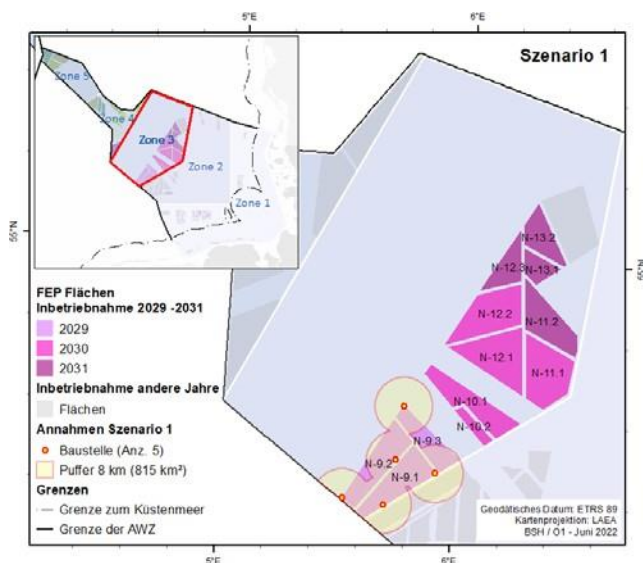 5°E
6°E
Szenario 1
Zone 5
Zone 4
Zone 3
Zone 2
Zone 1
55°N
55°N
FEP Flächen
Inbetriebnahme 2029 -2031
2029
2030
2031
Inbetriebnahme andere Jahre
Flächen
Annahmen Szenario 1
Baustelle (Anz. 5)
Puffer 8 km (815 km²)
Grenzen
Grenze zum Küstenmeer
Grenze der AWZ
N-13.2
N-12.3
N-13.1
N-12.2
N-11.2
N-12.1
N-11.1
N-10.1
N-10.2
N-9.3
N-9.2
N-9.1
Geodätisches Datum: ETRS 89
Kartenprojektion: LAEA
BSH / O1 - Juni 2022
5°E
6°E